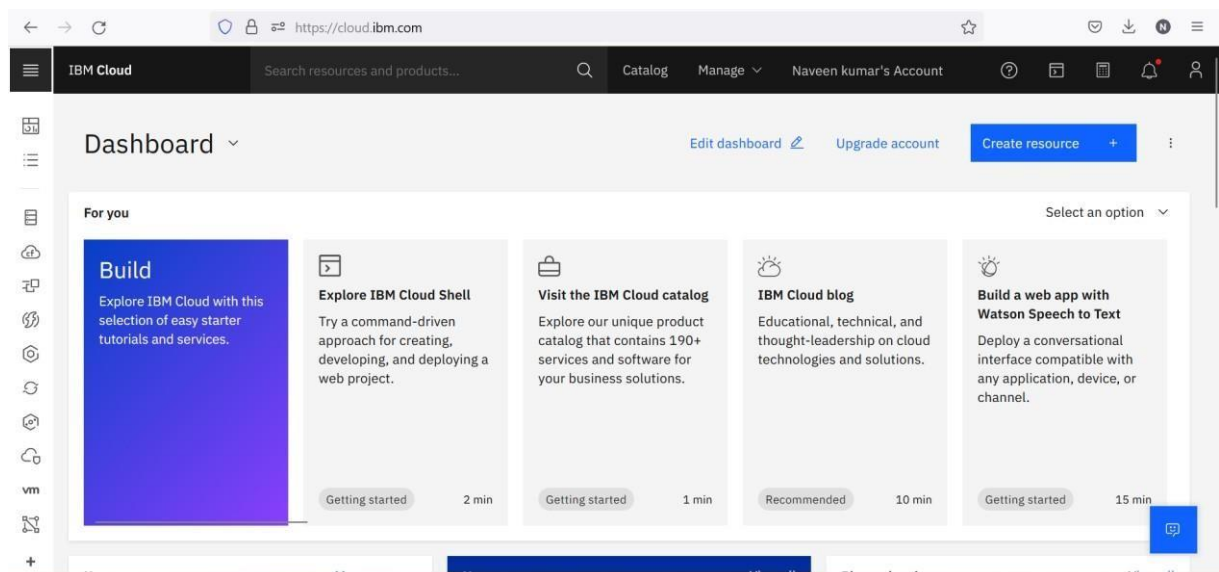 https://cloud.ibm.com
N
IBM Cloud
Search resources and products...
Catalog
Manage
Naveen kumar's Account
Dashboard
Edit dashboard
Upgrade account
Create resource +
For you
Select an option
Build
Explore IBM Cloud with this
selection of easy starter
tutorials and services.
Explore IBM Cloud Shell
Try a command-driven
approach for creating,
developing, and deploying a
web project.
Getting started 2 min
Visit the IBM Cloud catalog
Explore our unique product
catalog that contains 190+
services and software for
your business solutions.
Getting started 1 min
IBM Cloud blog
Educational, technical, and
thought-leadership on cloud
technologies and solutions.
Recommended 10 min
Build a web app with
Watson Speech to Text
Deploy a conversational
interface compatible with
any application, device, or
channel.
Getting started 15 min
cf
vm
+